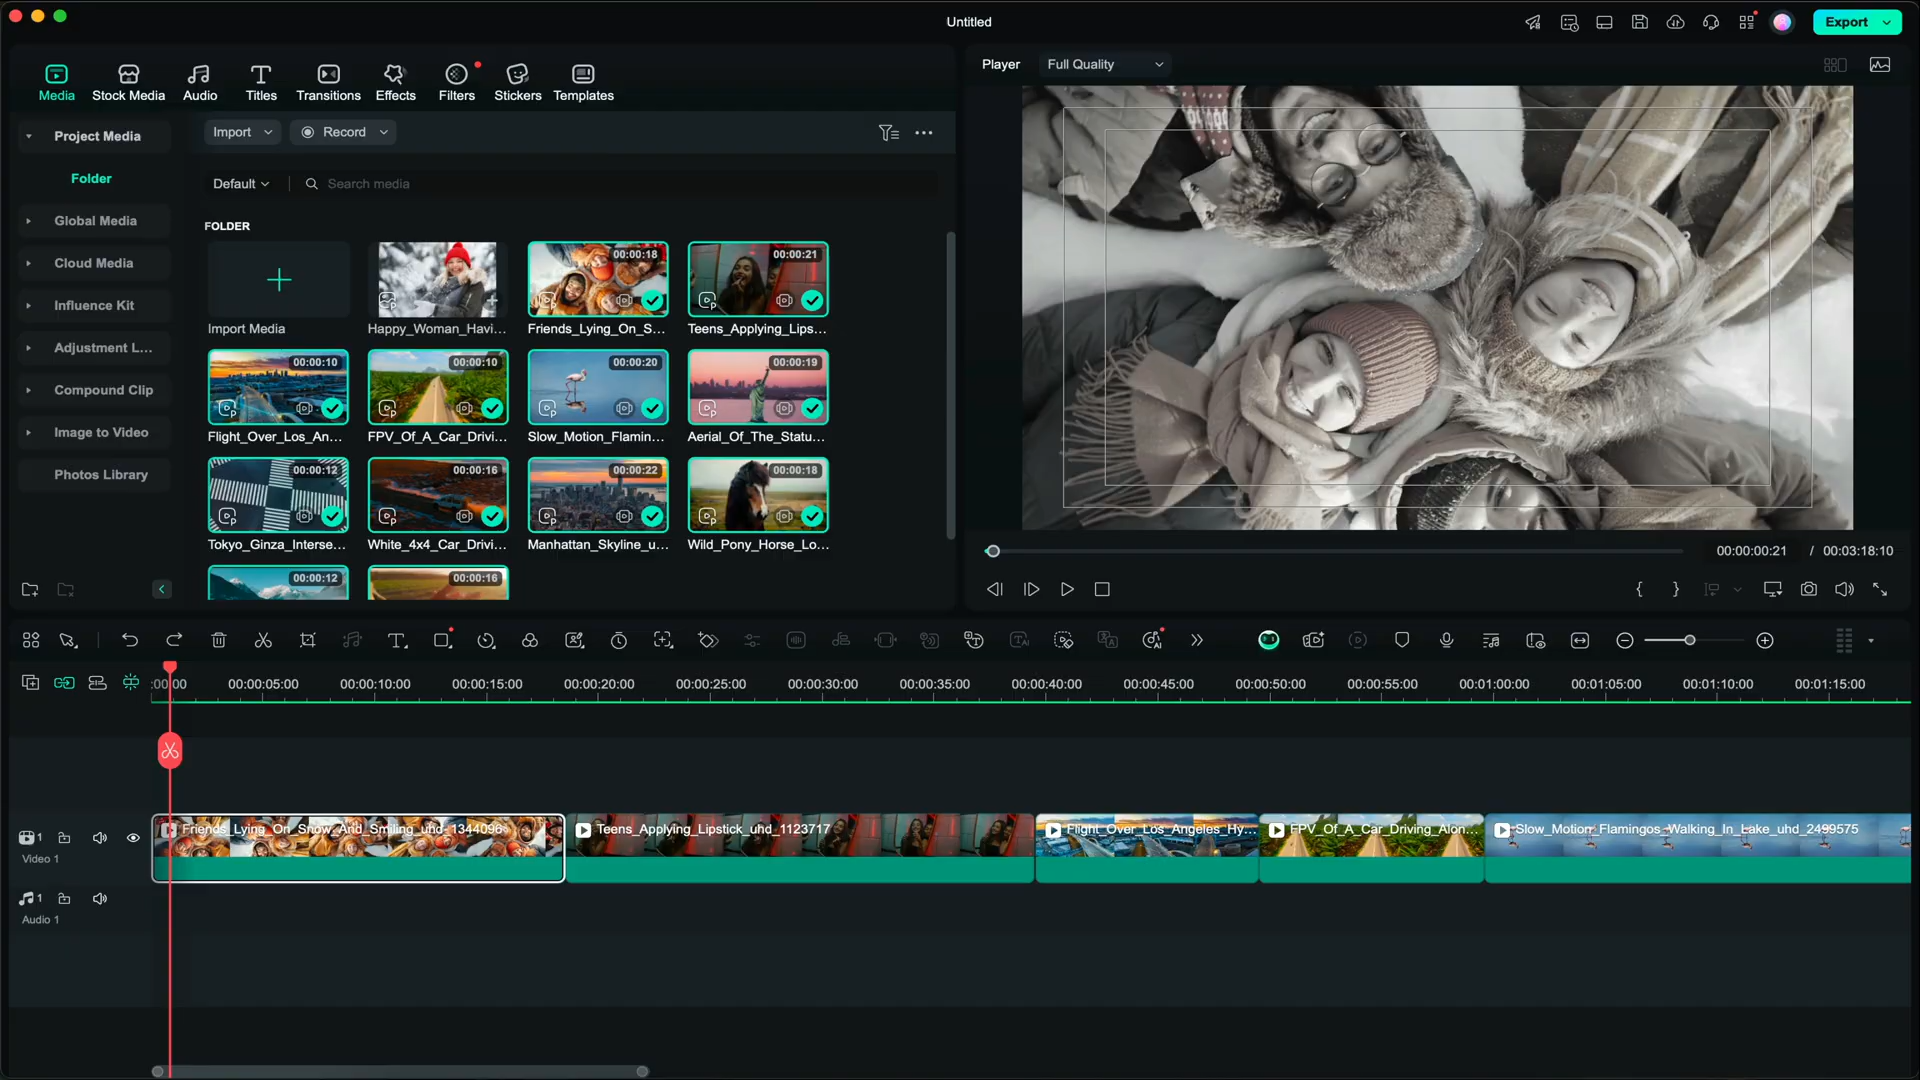 Untitled
Export
Media
Stock Media
Audio
Titles
Transitions
Effects
Filters
Stickers
Templates
Player
Full Quality
Project Media
Folder
Global Media
Cloud Media
Influence Kit
Adjustment L...
Compound Clip
Image to Video
Photos Library
Import
Record
Default
Search media
FOLDER
Import Media
Happy_Woman_Havi...
00:00:18
Friends_Lying_On_S...
00:00:21
Teens_Applying_Lips...
00:00:10
Flight_Over_Los_An...
00:00:10
FPV_Of_A_Car_Drivi...
00:00:20
Slow_Motion_Flamin...
00:00:19
Aerial_Of_The_Statu...
00:00:12
Tokyo_Ginza_Interse...
00:00:16
White_4x4_Car_Drivi...
00:00:22
Manhattan_Skyline_u...
00:00:18
Wild_Pony_Horse_Lo...
00:00:12
00:00:16
00:00:00:21 / 00:03:18:10
:00:00
00:00:05:00
00:00:10:00
00:00:15:00
00:00:20:00
00:00:25:00
00:00:30:00
00:00:35:00
00:00:40:00
00:00:45:00
00:00:50:00
00:00:55:00
00:01:00:00
00:01:05:00
00:01:10:00
00:01:15:00
Friends_Lying_On_Snow_And_Smiling_uhd_1344096
Teens_Applying_Lipstick_uhd_1123717
Flight_Over_Los_Angeles_Hy...
FPV_Of_A_Car_Driving_Alon...
Slow_Motion_Flamingos_Walking_In_Lake_uhd_2499575
1
Video 1
1
Audio 1